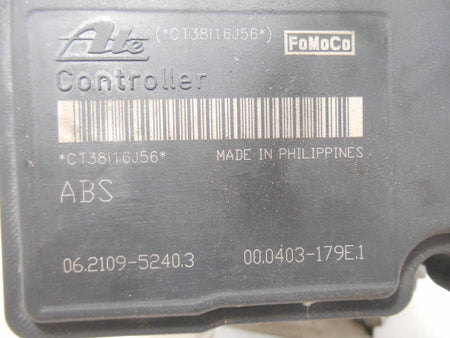 Ate (*CT38I16J56*) FoMoCo
Controller
*CT38I16J56* MADE IN PHILIPPINES
ABS
06.2109-5240.3 00.0403-179E.1